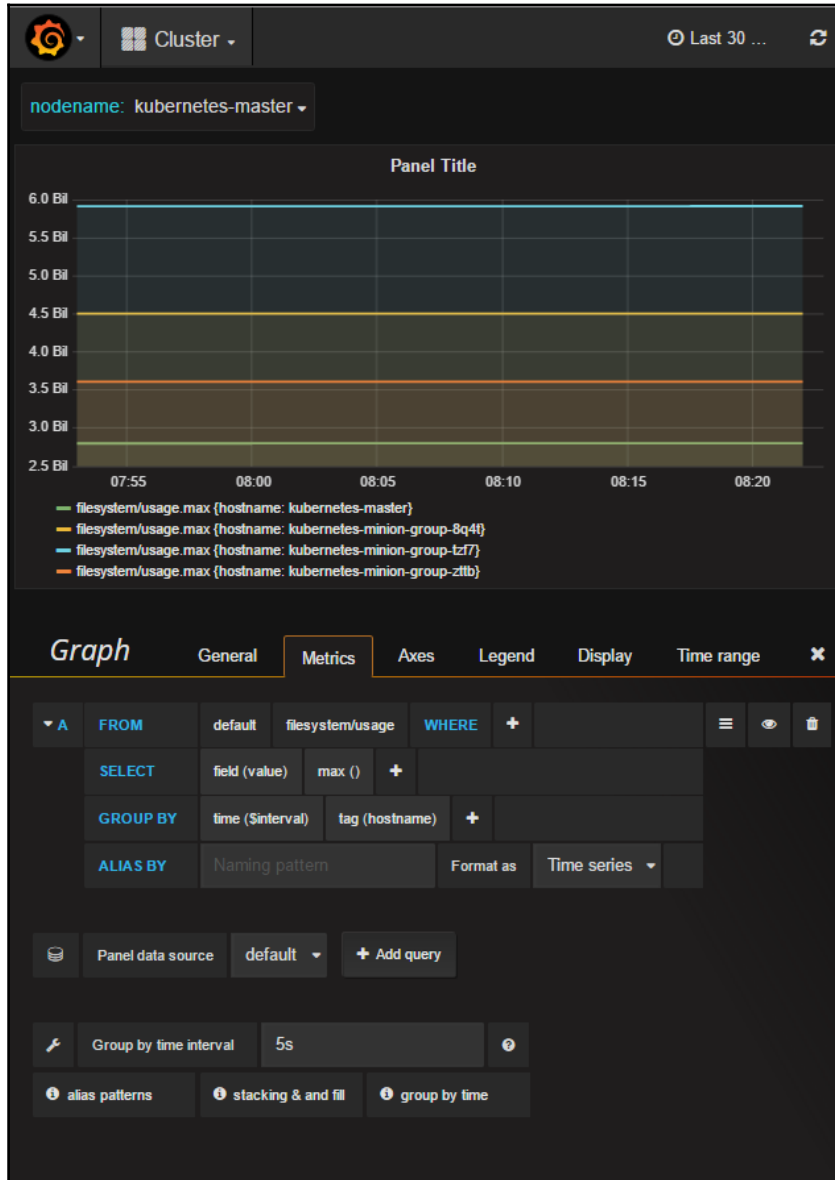 Cluster
Last 30 ...
nodename: kubernetes-master
Panel Title
6.0 Bil
5.5 Bil
5.0 Bil
4.5 Bil
4.0 Bil
3.5 Bil
3.0 Bil
2.5 Bil
07:55 08:00 08:05 08:10 08:15 08:20
filesystem/usage.max {hostname: kubernetes-master}
filesystem/usage.max {hostname: kubernetes-minion-group-8q4t}
filesystem/usage.max {hostname: kubernetes-minion-group-tzf7}
filesystem/usage.max {hostname: kubernetes-minion-group-zttb}
Graph General Metrics Axes Legend Display Time range
A FROM default filesystem/usage WHERE +
SELECT field (value) max () +
GROUP BY time ($interval) tag (hostname) +
ALIAS BY Naming pattern Format as Time series
Panel data source default + Add query
Group by time interval 5s
alias patterns stacking & and fill group by time